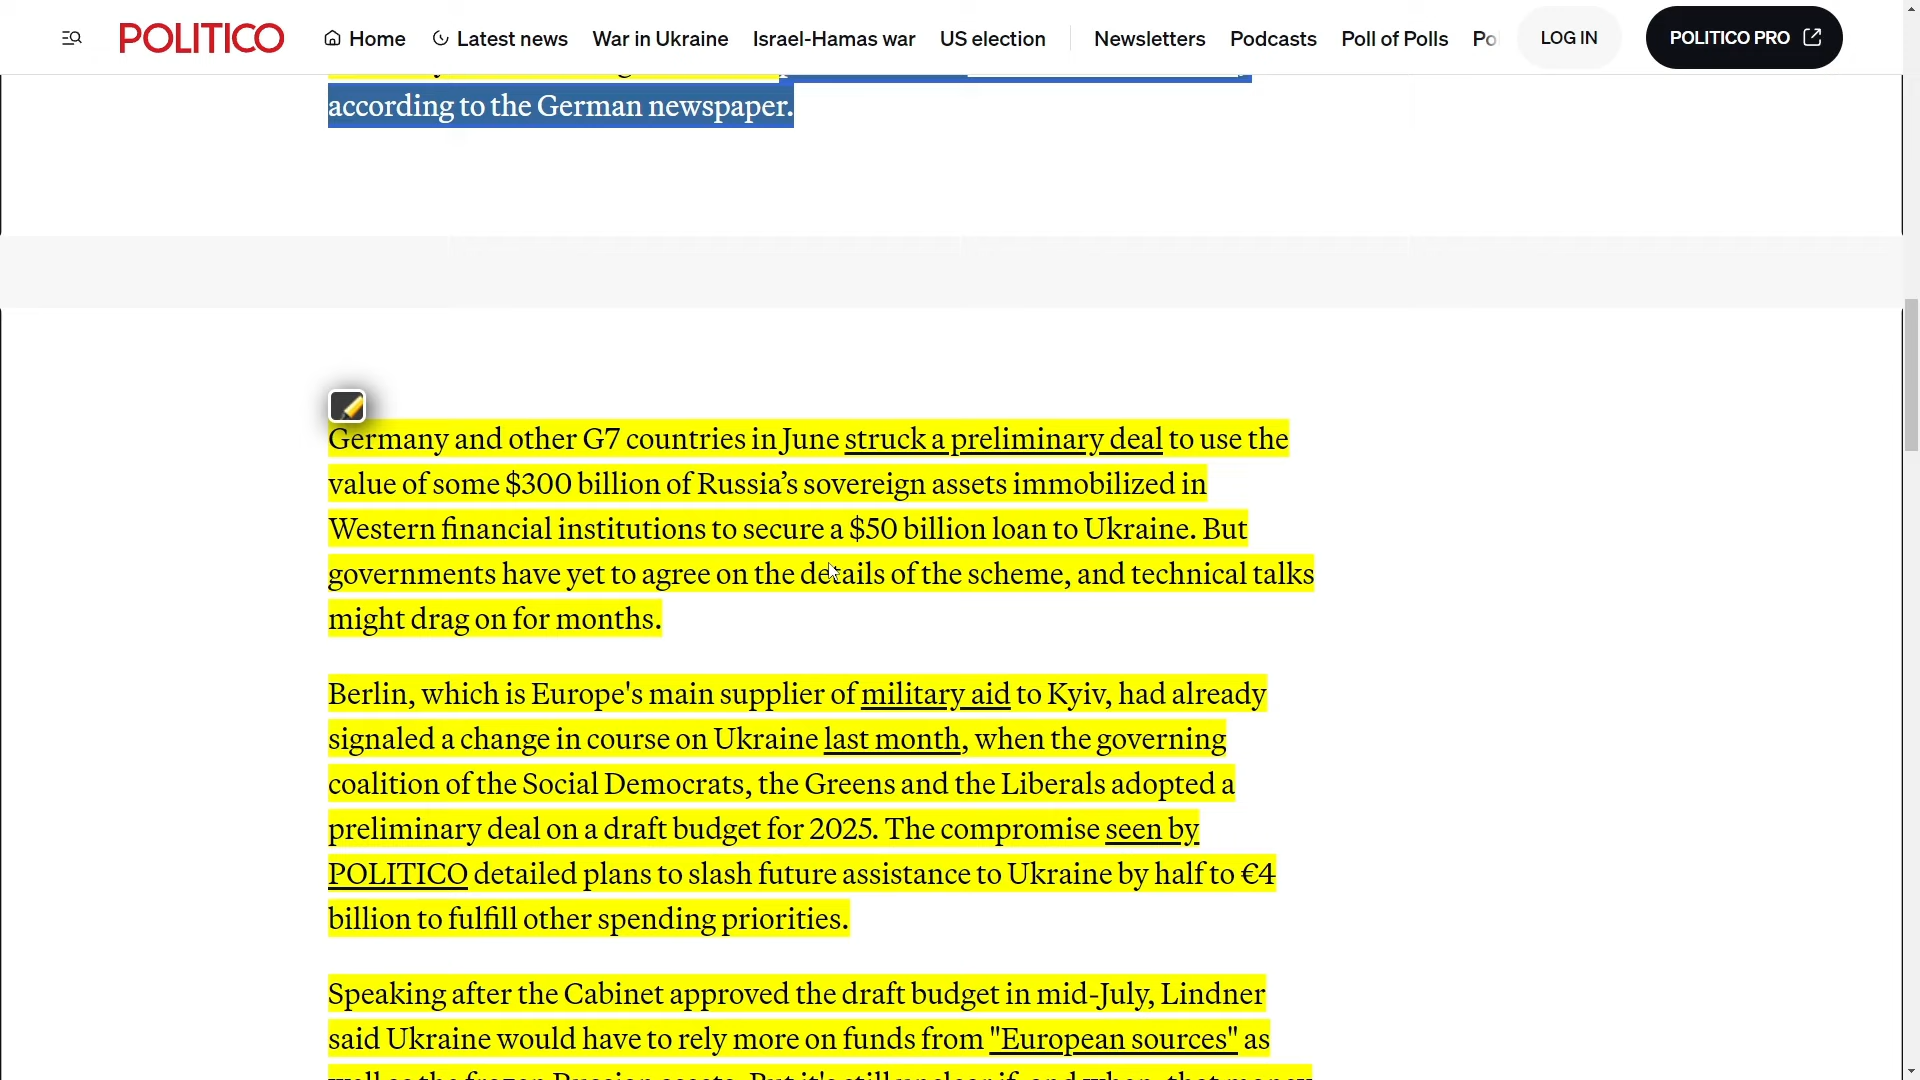 POLITICO
Home
Latest news
War in Ukraine
Israel-Hamas war
US election
Newsletters
Podcasts
Poll of Polls
LOG IN
POLITICO PRO
according to the German newspaper.
Germany and other G7 countries in June struck a preliminary deal to use the
value of some $300 billion of Russia’s sovereign assets immobilized in
Western financial institutions to secure a $50 billion loan to Ukraine. But
governments have yet to agree on the details of the scheme, and technical talks
might drag on for months.
Berlin, which is Europe's main supplier of military aid to Kyiv, had already
signaled a change in course on Ukraine last month, when the governing
coalition of the Social Democrats, the Greens and the Liberals adopted a
preliminary deal on a draft budget for 2025. The compromise seen by
POLITICO detailed plans to slash future assistance to Ukraine by half to €4
billion to fulfill other spending priorities.
Speaking after the Cabinet approved the draft budget in mid-July, Lindner
said Ukraine would have to rely more on funds from "European sources" as